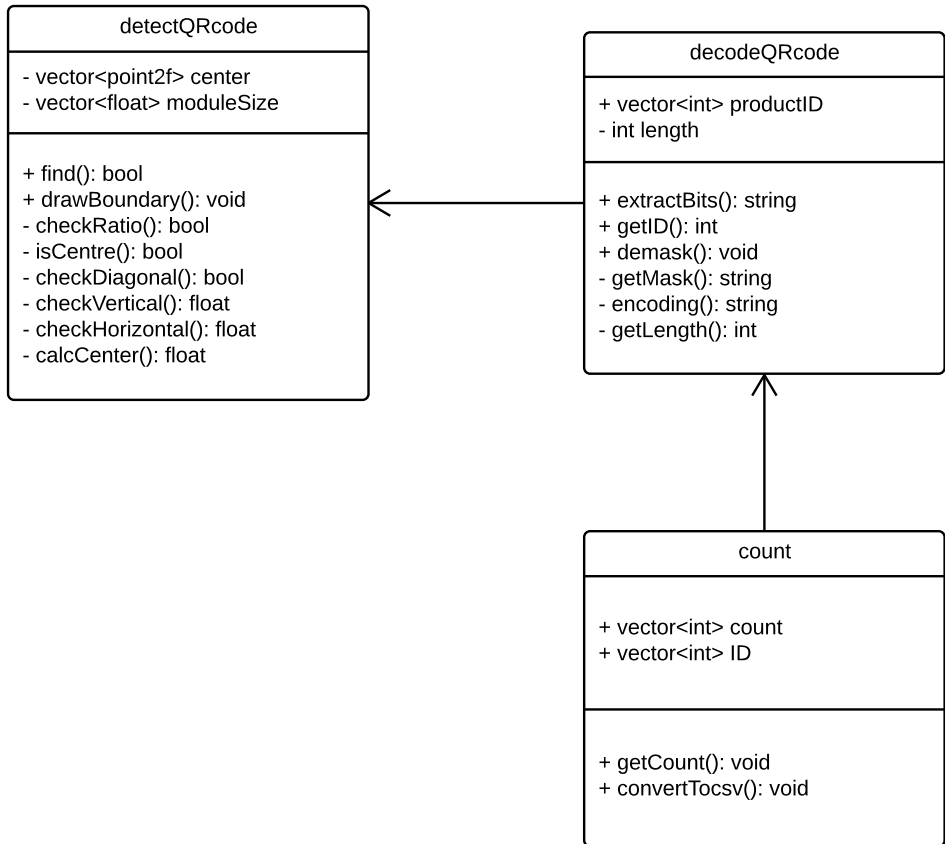 detectQRcode
- vector<point2f> center
- vector<float> moduleSize
+ find(): bool
+ drawBoundary(): void
- checkRatio(): bool
- isCentre(): bool
- checkDiagonal(): bool
- checkVertical(): float
- checkHorizontal(): float
- calcCenter(): float
decodeQRcode
+ vector<int> productID
- int length
+ extractBits(): string
+ getID(): int
+ demask(): void
- getMask(): string
- encoding(): string
- getLength(): int
count
+ vector<int> count
+ vector<int> ID
+ getCount(): void
+ convertTocsv(): void